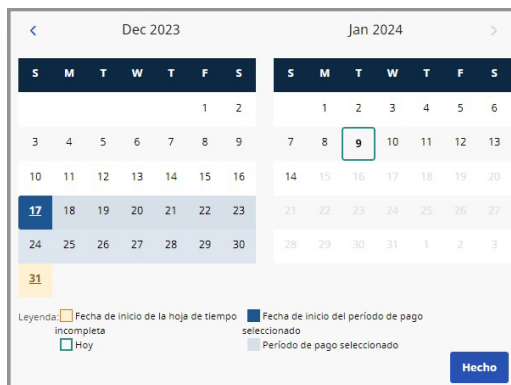 < Dec 2023 Jan 2024 >
S M T W T F S S M T W T F S
1 2 1 2 3 4 5 6
3 4 5 6 7 8 9 7 8 9 10 11 12 13
10 11 12 13 14 15 16 14 15 16 17 18 19 20
17 18 19 20 21 22 23 21 22 23 24 25 26 27
24 25 26 27 28 29 30 28 29 30 31 1 2 3
31
Leyenda: Fecha de inicio de la hoja de tiempo Fecha de inicio del período de pago
incompleta seleccionado
Hoy Período de pago seleccionado
Hecho